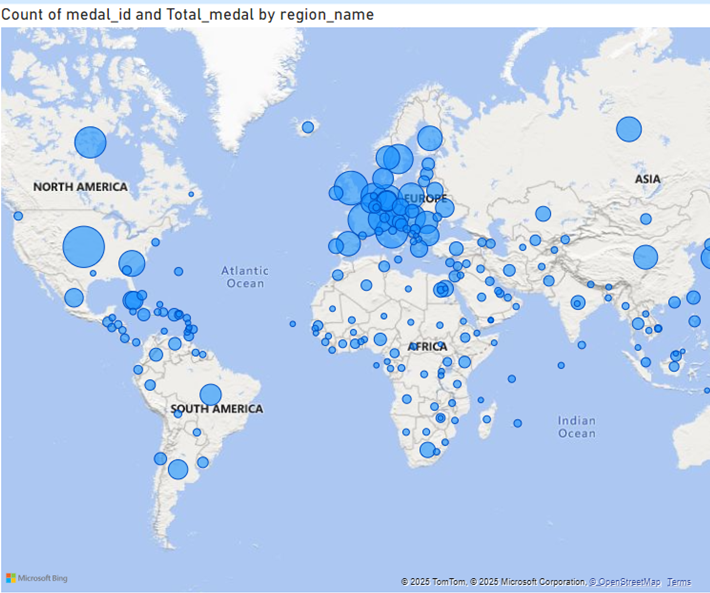 Count of medal_id and Total_medal by region_name
NORTH AMERICA
EUROPE
ASIA
Atlantic
Ocean
AFRICA
SOUTH AMERICA
Indian
Ocean
Microsoft Bing
© 2025 TomTom, © 2025 Microsoft Corporation, © OpenStreetMap Terms